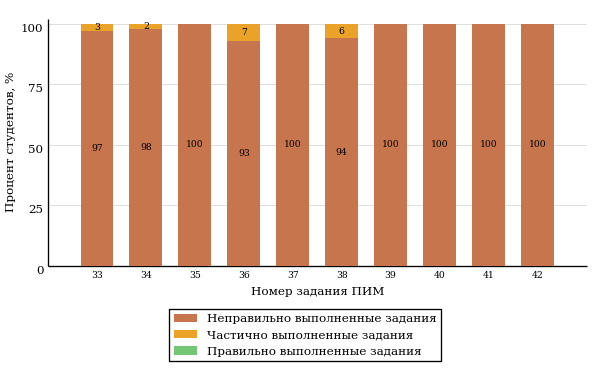 Процент студентов, %
100
75
50
25
0
3 2 7 6
97 98 100 93 100 94 100 100 100 100
33 34 35 36 37 38 39 40 41 42
Номер задания ПИМ
Неправильно выполненные задания
Частично выполненные задания
Правильно выполненные задания